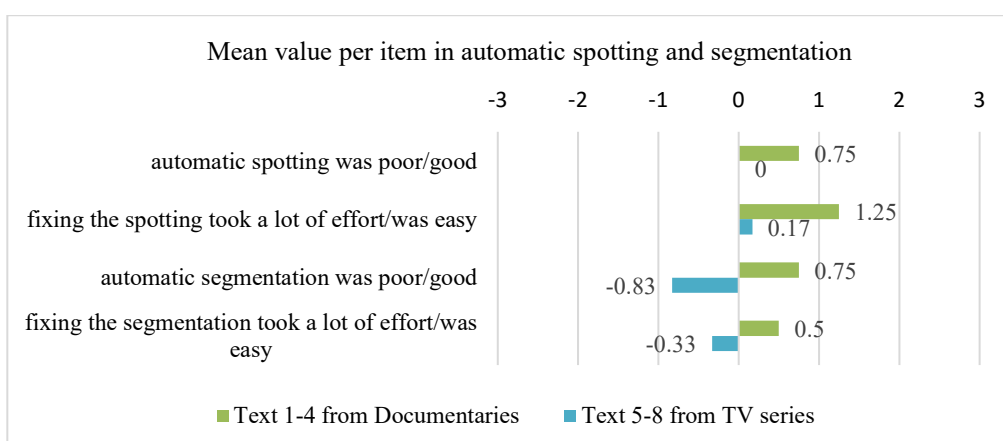 Mean value per item in automatic spotting and segmentation
-3 -2 -1 0 1 2 3
automatic spotting was poor/good
0.75
0
fixing the spotting took a lot of effort/was easy
1.25
0.17
automatic segmentation was poor/good
0.75
-0.83
fixing the segmentation took a lot of effort/was
easy
0.5
-0.33
Text 1-4 from Documentaries Text 5-8 from TV series